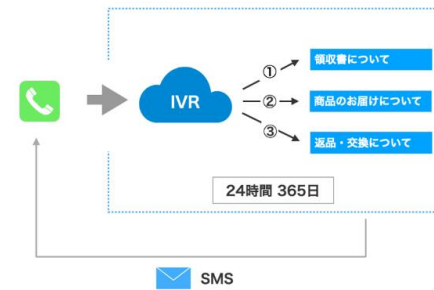 ① 領収書について
IVR
② 商品のお届けについて
③ 返品・交換について
24時間 365日
SMS